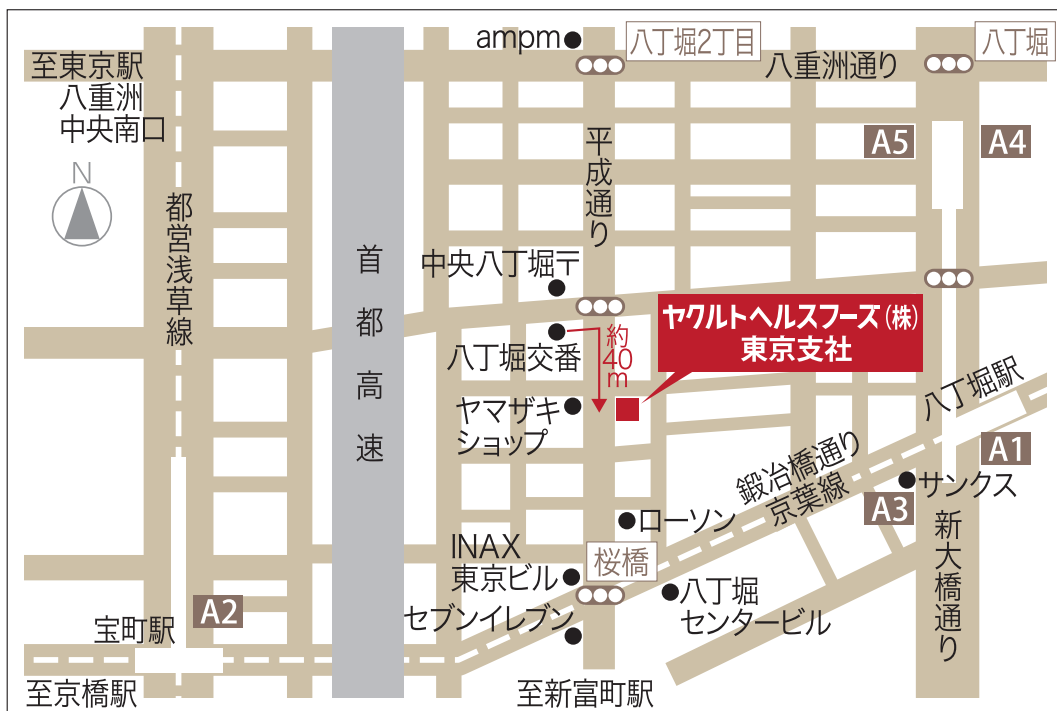 ampm
八丁堀2丁目
八丁堀
至東京駅
八重洲
中央南口
八重洲通り
A5
A4
N
平成通り
都営浅草線
首都高速
中央八丁堀〒
ヤクルトヘルスフーズ(株)
東京支社
八丁堀交番
約
40
m
ヤマザキ
ショップ
八丁堀駅
A1
鍛冶橋通り
京葉線
サンクス
A3
ローソン
新大橋通り
INAX
東京ビル
桜橋
八丁堀
センタービル
セブンイレブン
A2
宝町駅
至京橋駅
至新富町駅